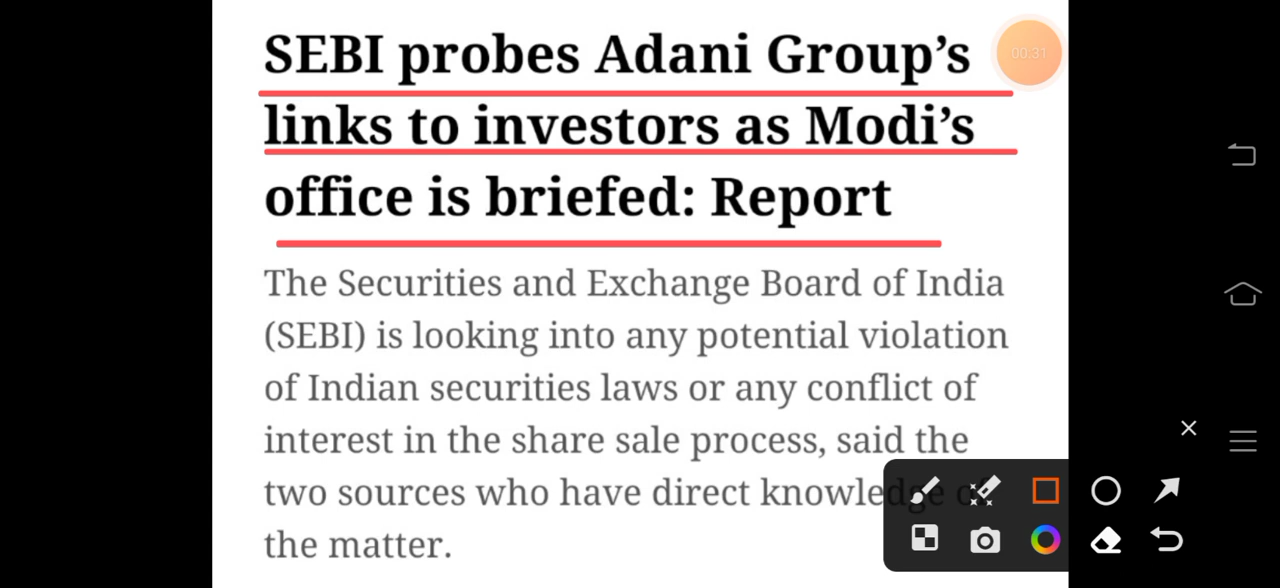 SEBI probes Adani Group’s
00:31
links to investors as Modi’s
office is briefed: Report
The Securities and Exchange Board of India
(SEBI) is looking into any potential violation
of Indian securities laws or any conflict of
interest in the share sale process, said the
two sources who have direct knowledge of
the matter.